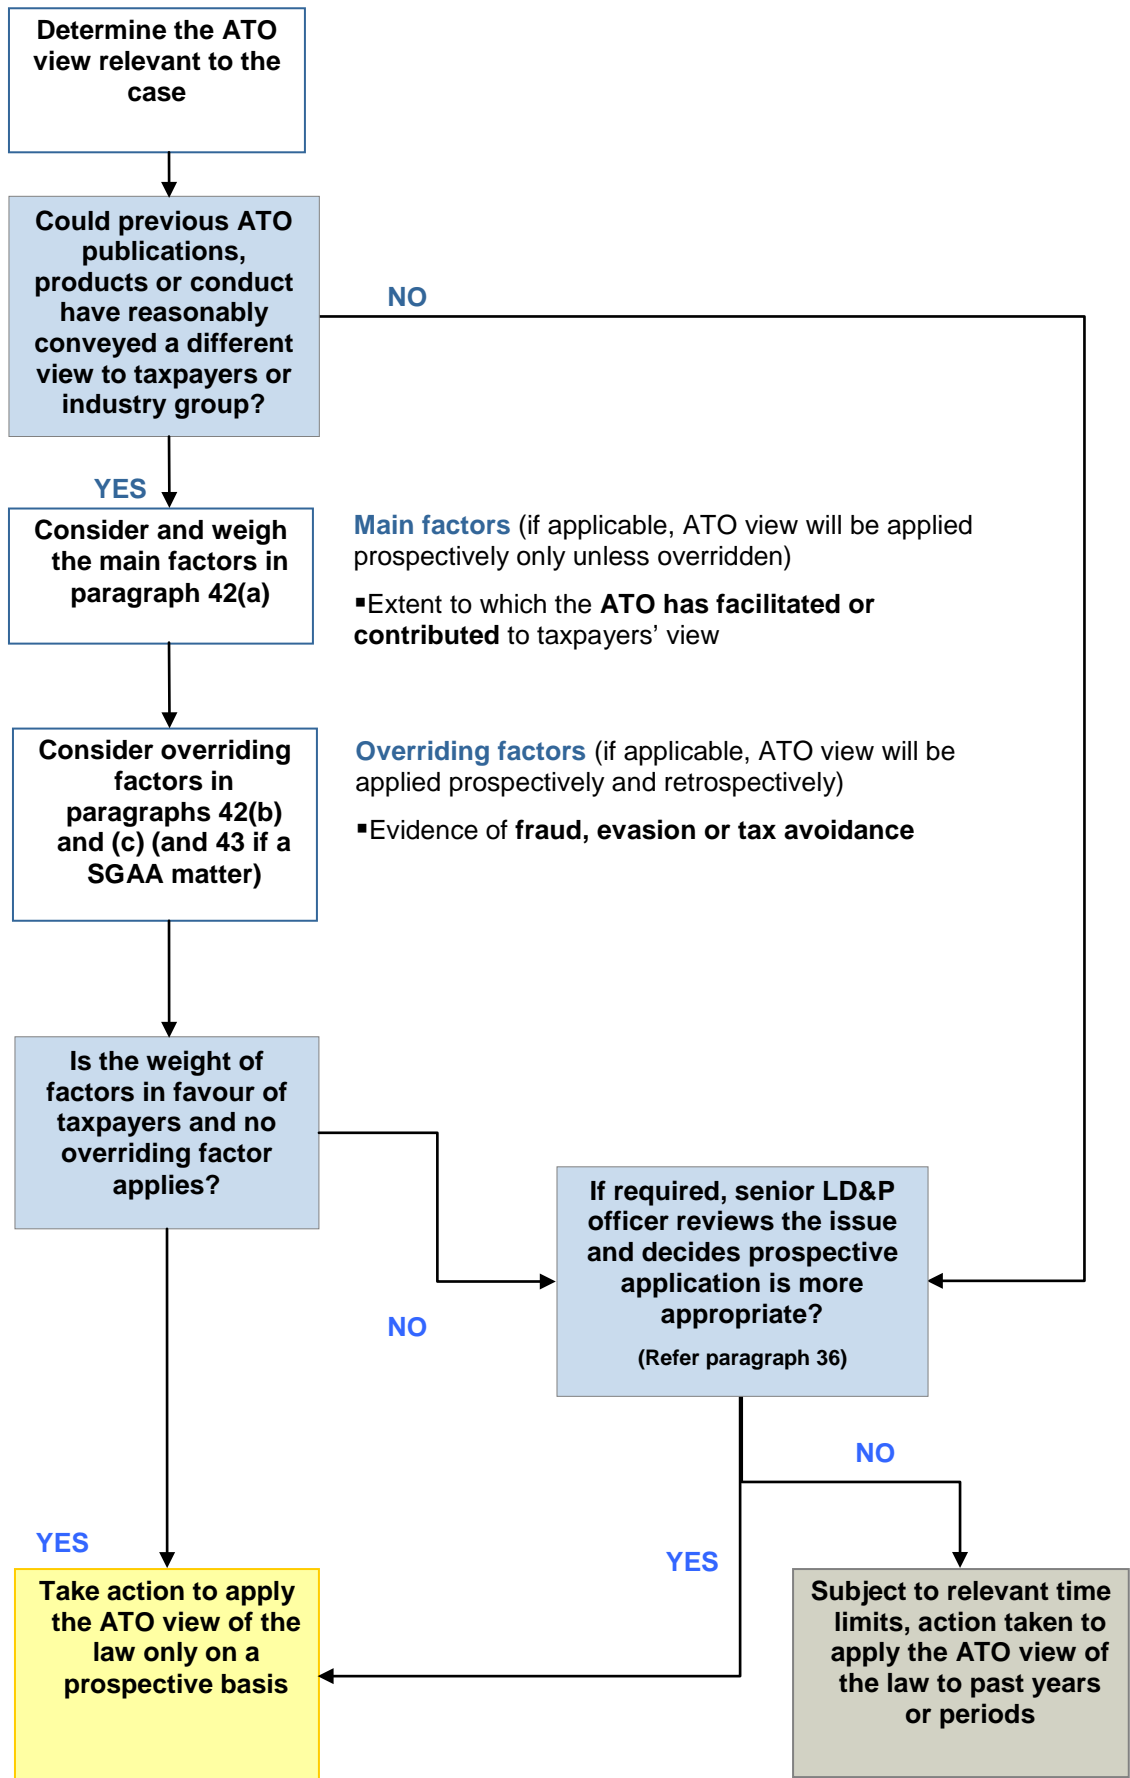 Determine the ATO
view relevant to the
case
Could previous ATO
publications,
products or conduct
have reasonably
conveyed a different
view to taxpayers or
industry group?
NO
YES
Consider and weigh
the main factors in
paragraph 42(a)
Main factors (if applicable, ATO view will be applied
prospectively only unless overridden)
▪Extent to which the ATO has facilitated or
contributed to taxpayers’ view
Consider overriding
factors in
paragraphs 42(b)
and (c) (and 43 if a
SGAA matter)
Overriding factors (if applicable, ATO view will be
applied prospectively and retrospectively)
▪Evidence of fraud, evasion or tax avoidance
Is the weight of
factors in favour of
taxpayers and no
overriding factor
applies?
NO
If required, senior LD&P
officer reviews the issue
and decides prospective
application is more
appropriate?
(Refer paragraph 36)
NO
YES
YES
Take action to apply
the ATO view of the
law only on a
prospective basis
Subject to relevant time
limits, action taken to
apply the ATO view of
the law to past years
or periods